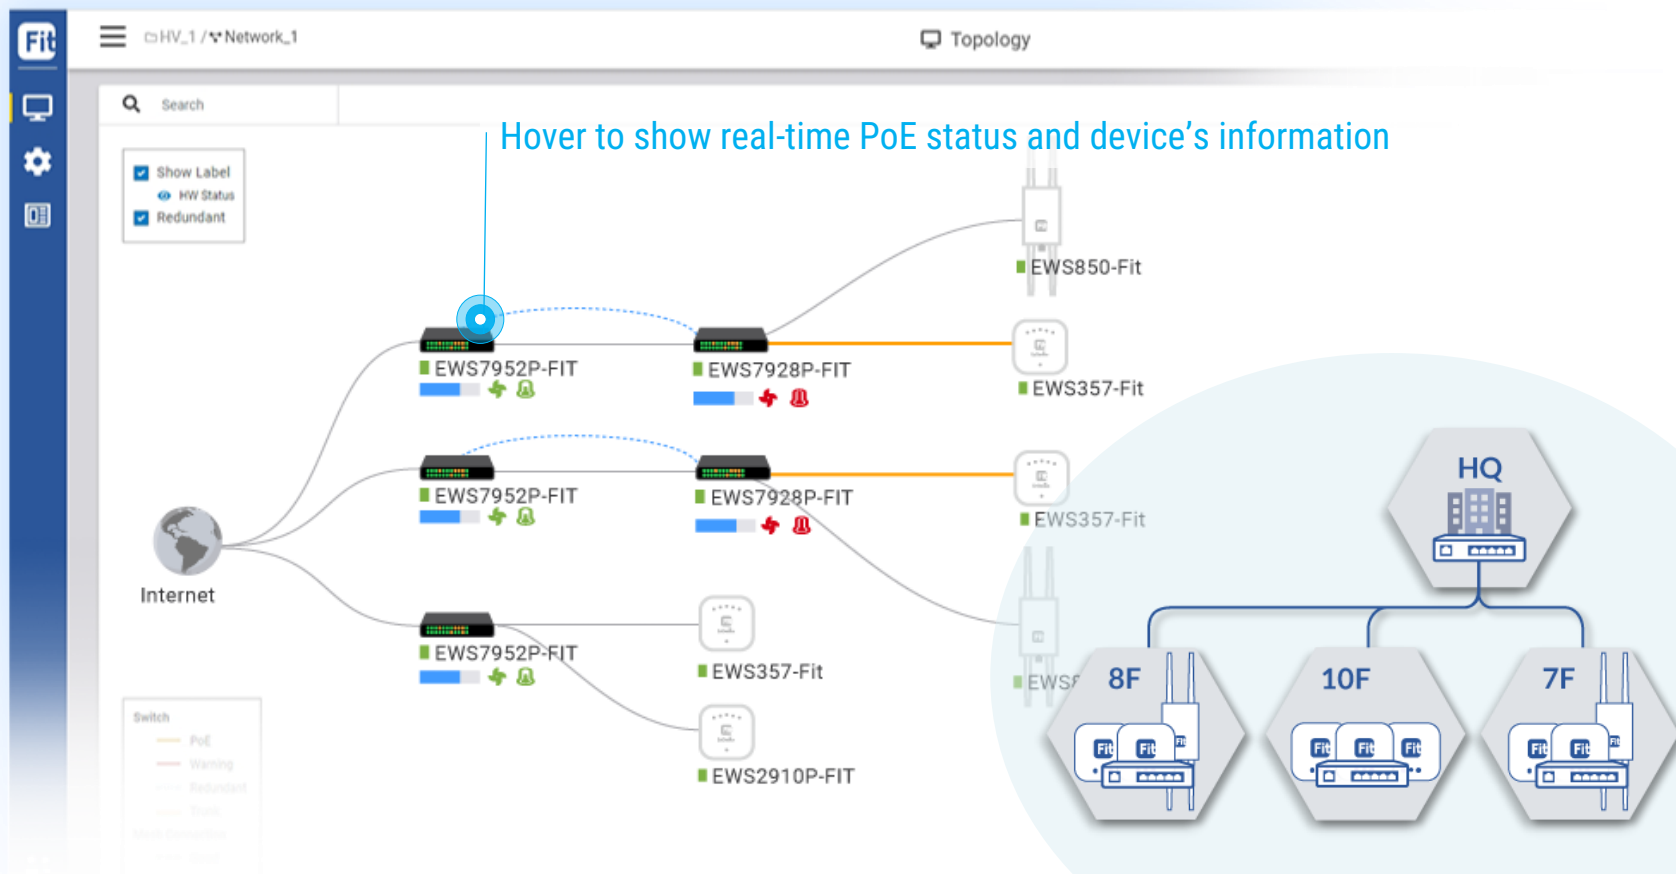 Fit
HV_1 / Network_1
Topology
Search
Hover to show real-time PoE status and device's information
Show Label
HW Status
Redundant
EWS850-Fit
EWS7952P-FIT
EWS7928P-FIT
EWS357-Fit
EWS7952P-FIT
EWS7928P-FIT
EWS357-Fit
Internet
EWS7952P-FIT
EWS357-Fit
EWS2910P-FIT
HQ
8F
10F
7F
Fit
Fit
Fit
Fit
Fit
Fit
Fit
Fit
Fit
Switch
PoE
Warning
Redundant